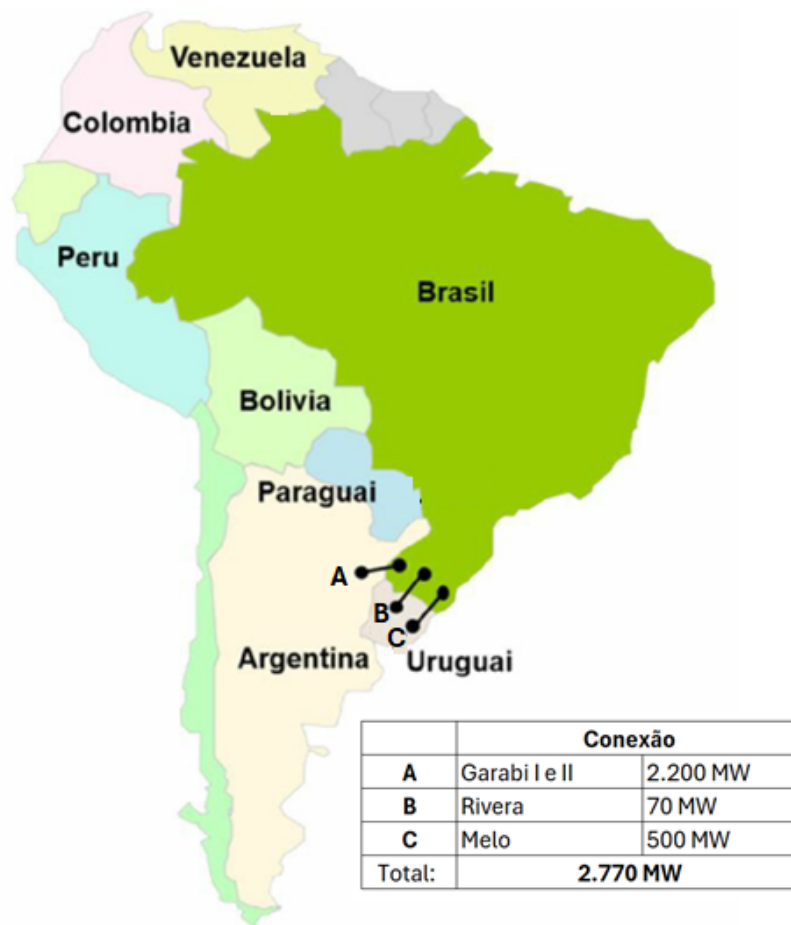 Venezuela
Colombia
Peru
Brasil
Bolivia
Paraguai
A
B
C
Argentina
Uruguai
Conexão
A Garabi I e II 2.200 MW
B Rivera 70 MW
C Melo 500 MW
Total: 2.770 MW